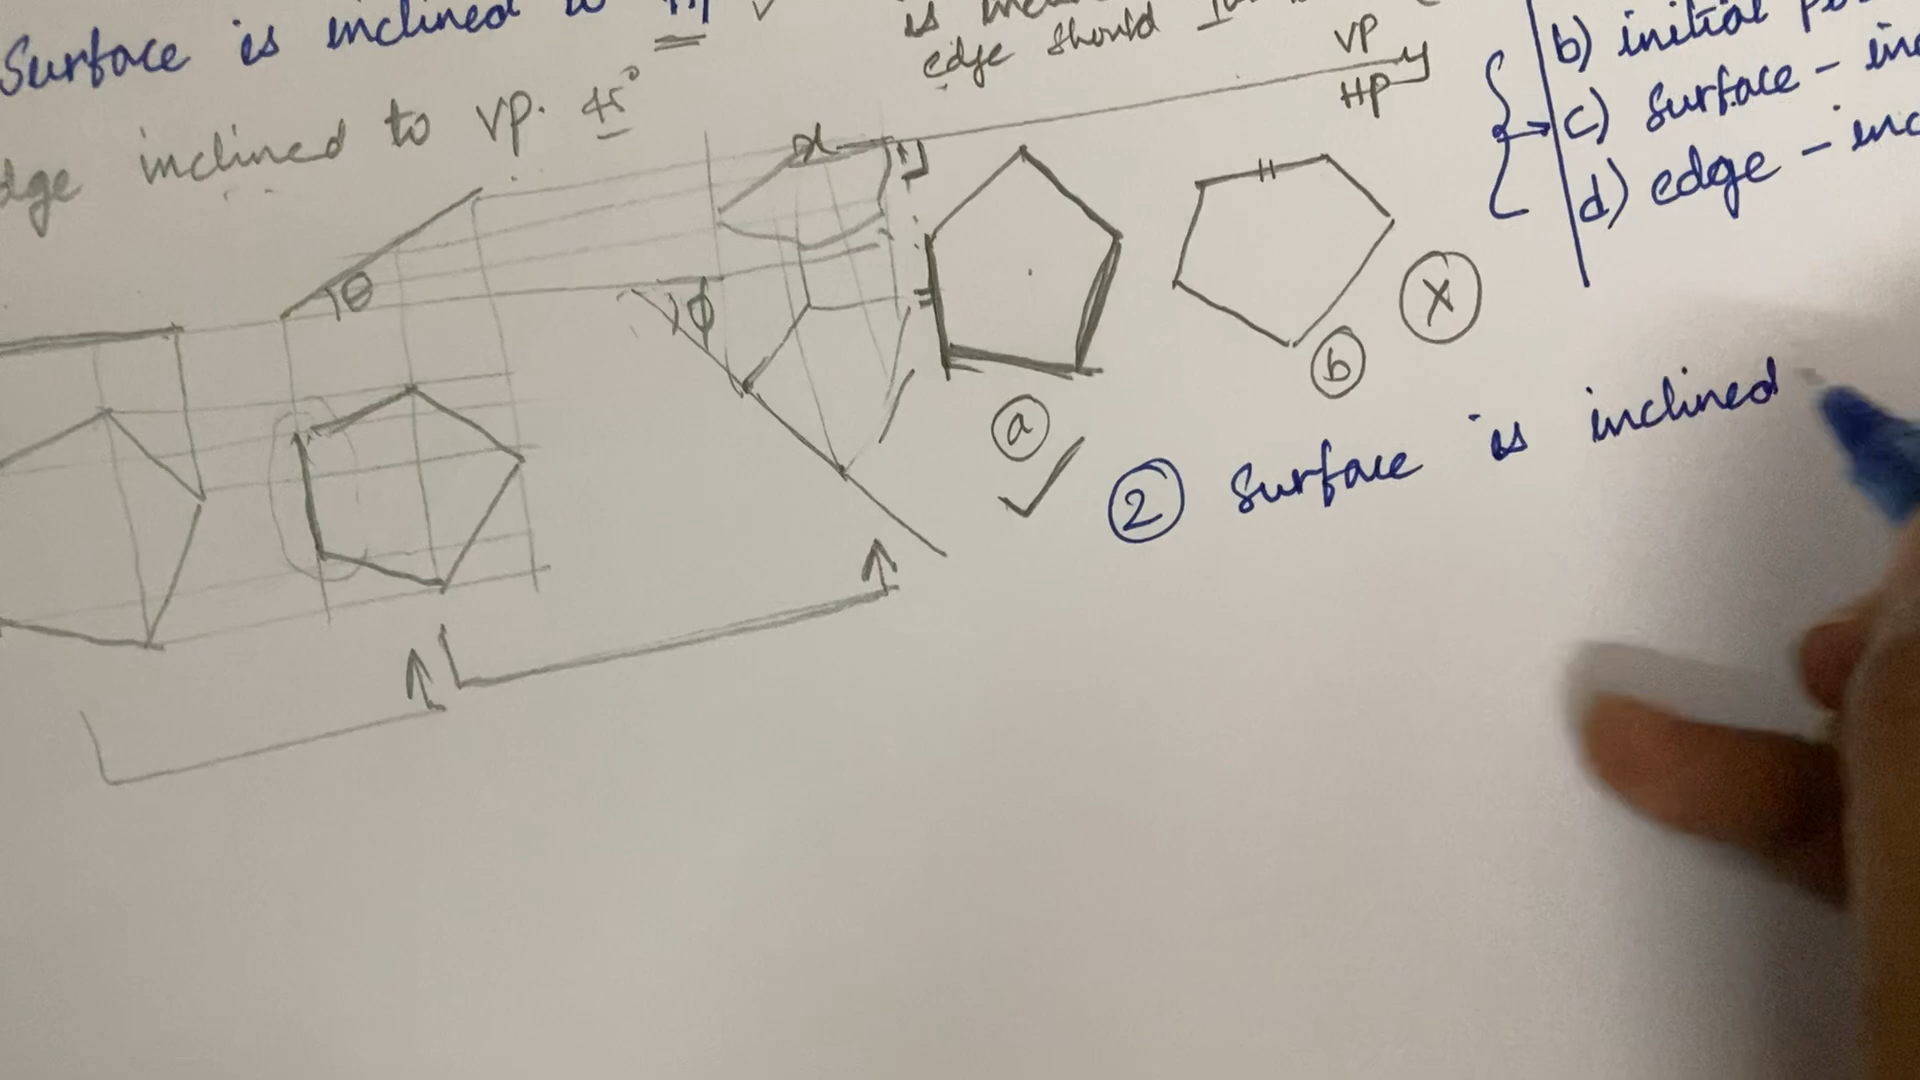 Surface is inclined to HP
edge inclined to VP. 45°
is
edge should
VP
HP
y
b) initial
c) Surface -
d) edge -
θ
α
φ
a
b
X
2 Surface is inclined